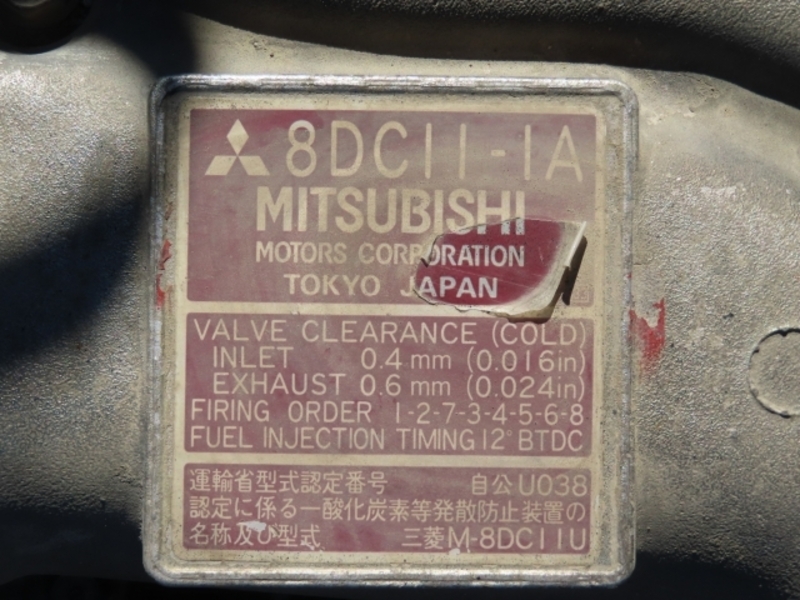 8DC11-1A
MITSUBISHI
MOTORS CORPORATION
TOKYO JAPAN
VALVE CLEARANCE (COLD)
INLET 0.4 mm (0.016in)
EXHAUST 0.6 mm (0.024in)
FIRING ORDER 1-2-7-3-4-5-6-8
FUEL INJECTION TIMING 12° BTDC
運輸省型式認定番号 自公U038
認定に係る一酸化炭素等発散防止装置の
名称及び型式 三菱M-8DC11U